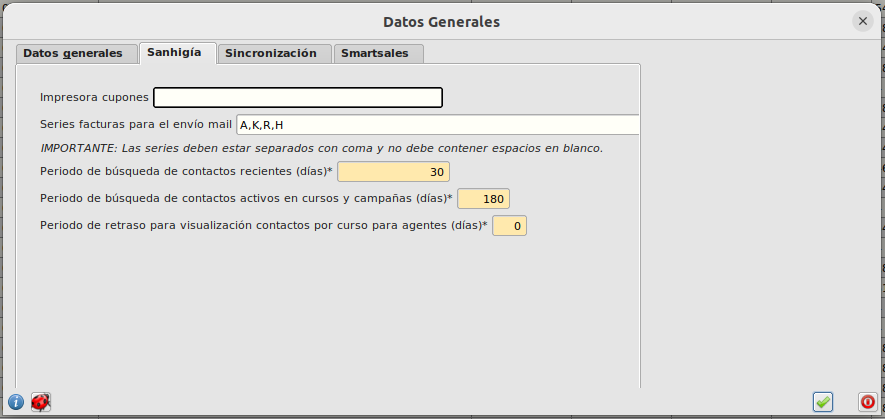 Datos Generales
Datos generales
Sanhigía
Sincronización
Smartsales
Impresora cupones
Series facturas para el envío mail A,K,R,H
IMPORTANTE: Las series deben estar separados con coma y no debe contener espacios en blanco.
Periodo de búsqueda de contactos recientes (días)* 30
Periodo de búsqueda de contactos activos en cursos y campañas (días)* 180
Periodo de retraso para visualización contactos por curso para agentes (días)* 0